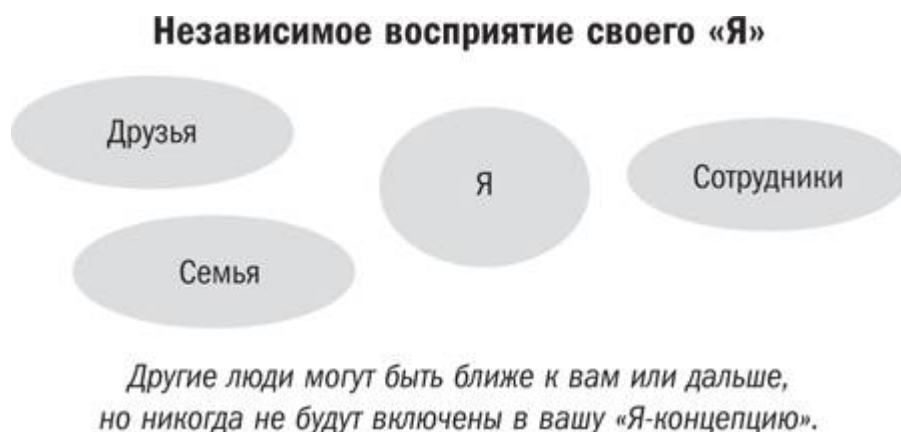 Независимое восприятие своего «Я»
Друзья
Я
Сотрудники
Семья
Другие люди могут быть ближе к вам или дальше,
но никогда не будут включены в вашу «Я-концепцию».